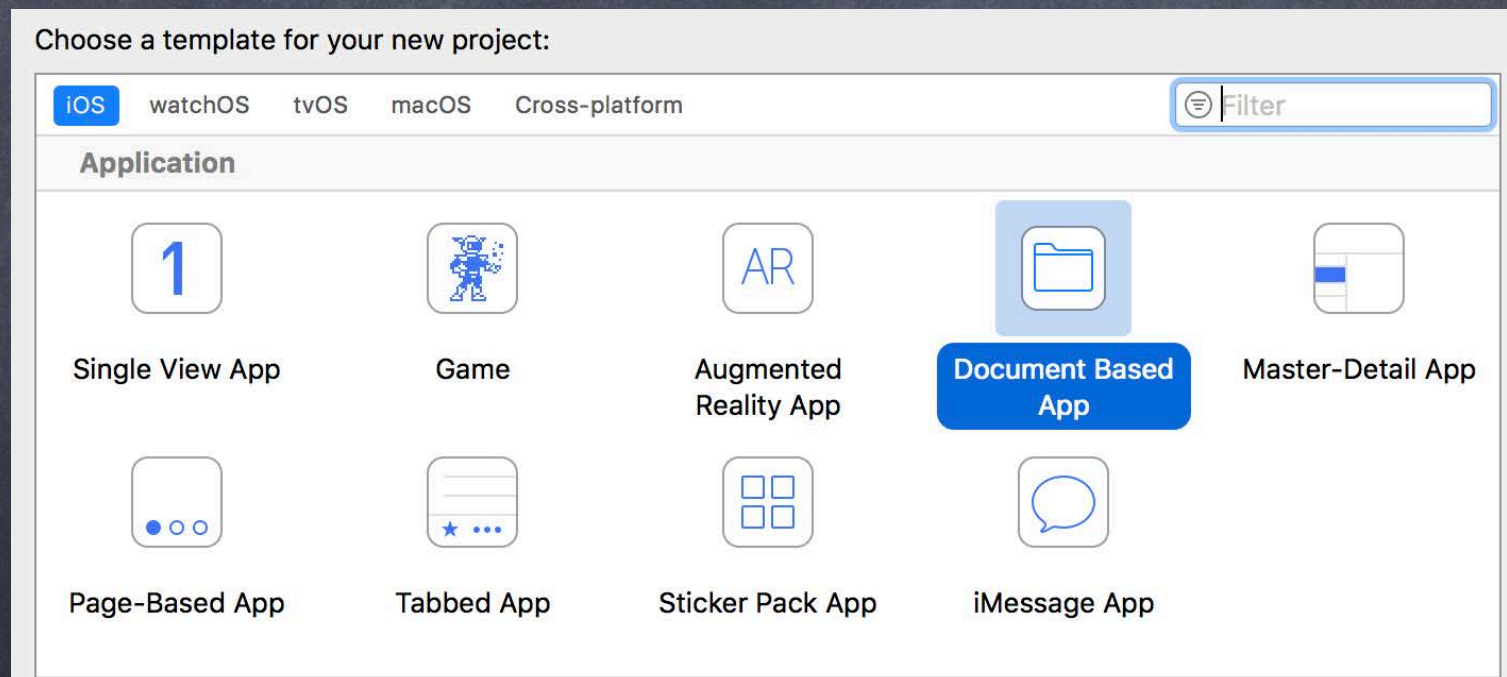 Choose a template for your new project:
iOS watchOS tvOS macOS Cross-platform Filter
Application
1 AR
Single View App Game Augmented Reality App Document Based App Master-Detail App
Page-Based App Tabbed App Sticker Pack App iMessage App